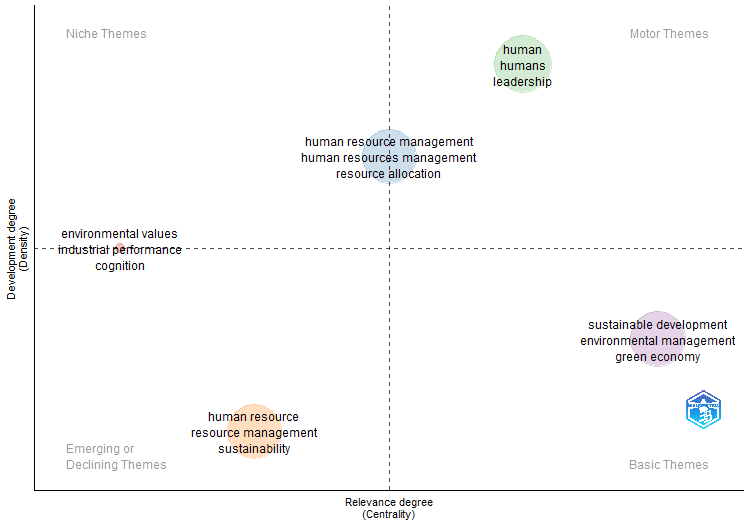 Niche Themes
Motor Themes
human
humans
leadership
human resource management
human resources management
resource allocation
environmental values
industrial performance
cognition
Development degree
(Density)
sustainable development
environmental management
green economy
human resource
resource management
sustainability
Emerging or
Declining Themes
Basic Themes
Relevance degree
(Centrality)